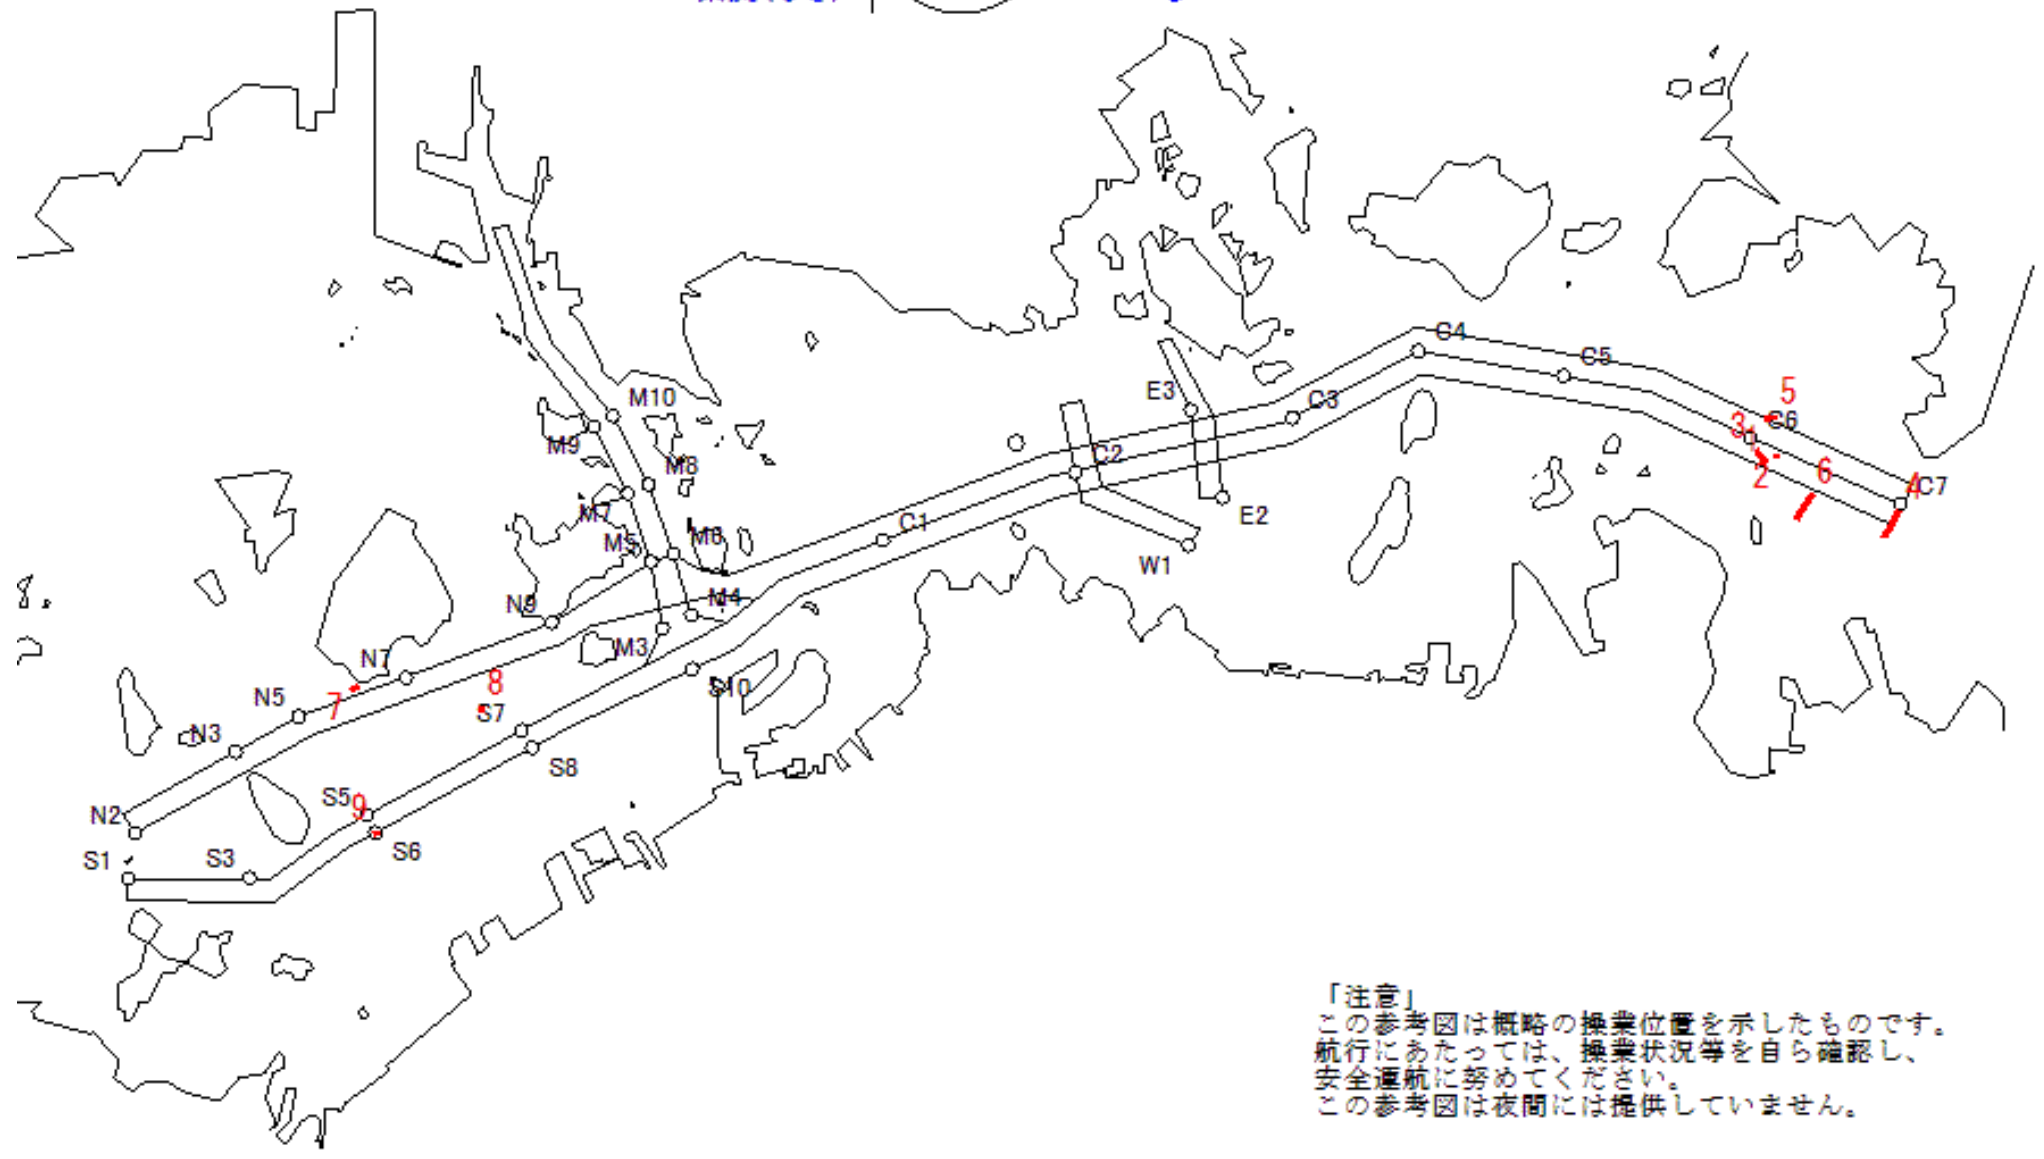 C4
C5
M10
E3
C3
5
C6
3
1
M9
C2
M8
2
6
4
C7
M7
E2
C1
M5
M6
W1
N9
M4
M3
N7
8
S10
N5
7
S7
N3
S8
S5
9
N2
S6
S1
S3
「注意」
この参考図は概略の操業位置を示したものです。
航行にあたっては、操業状況等を自ら確認し、
安全運航に努めてください。
この参考図は夜間には提供していません。